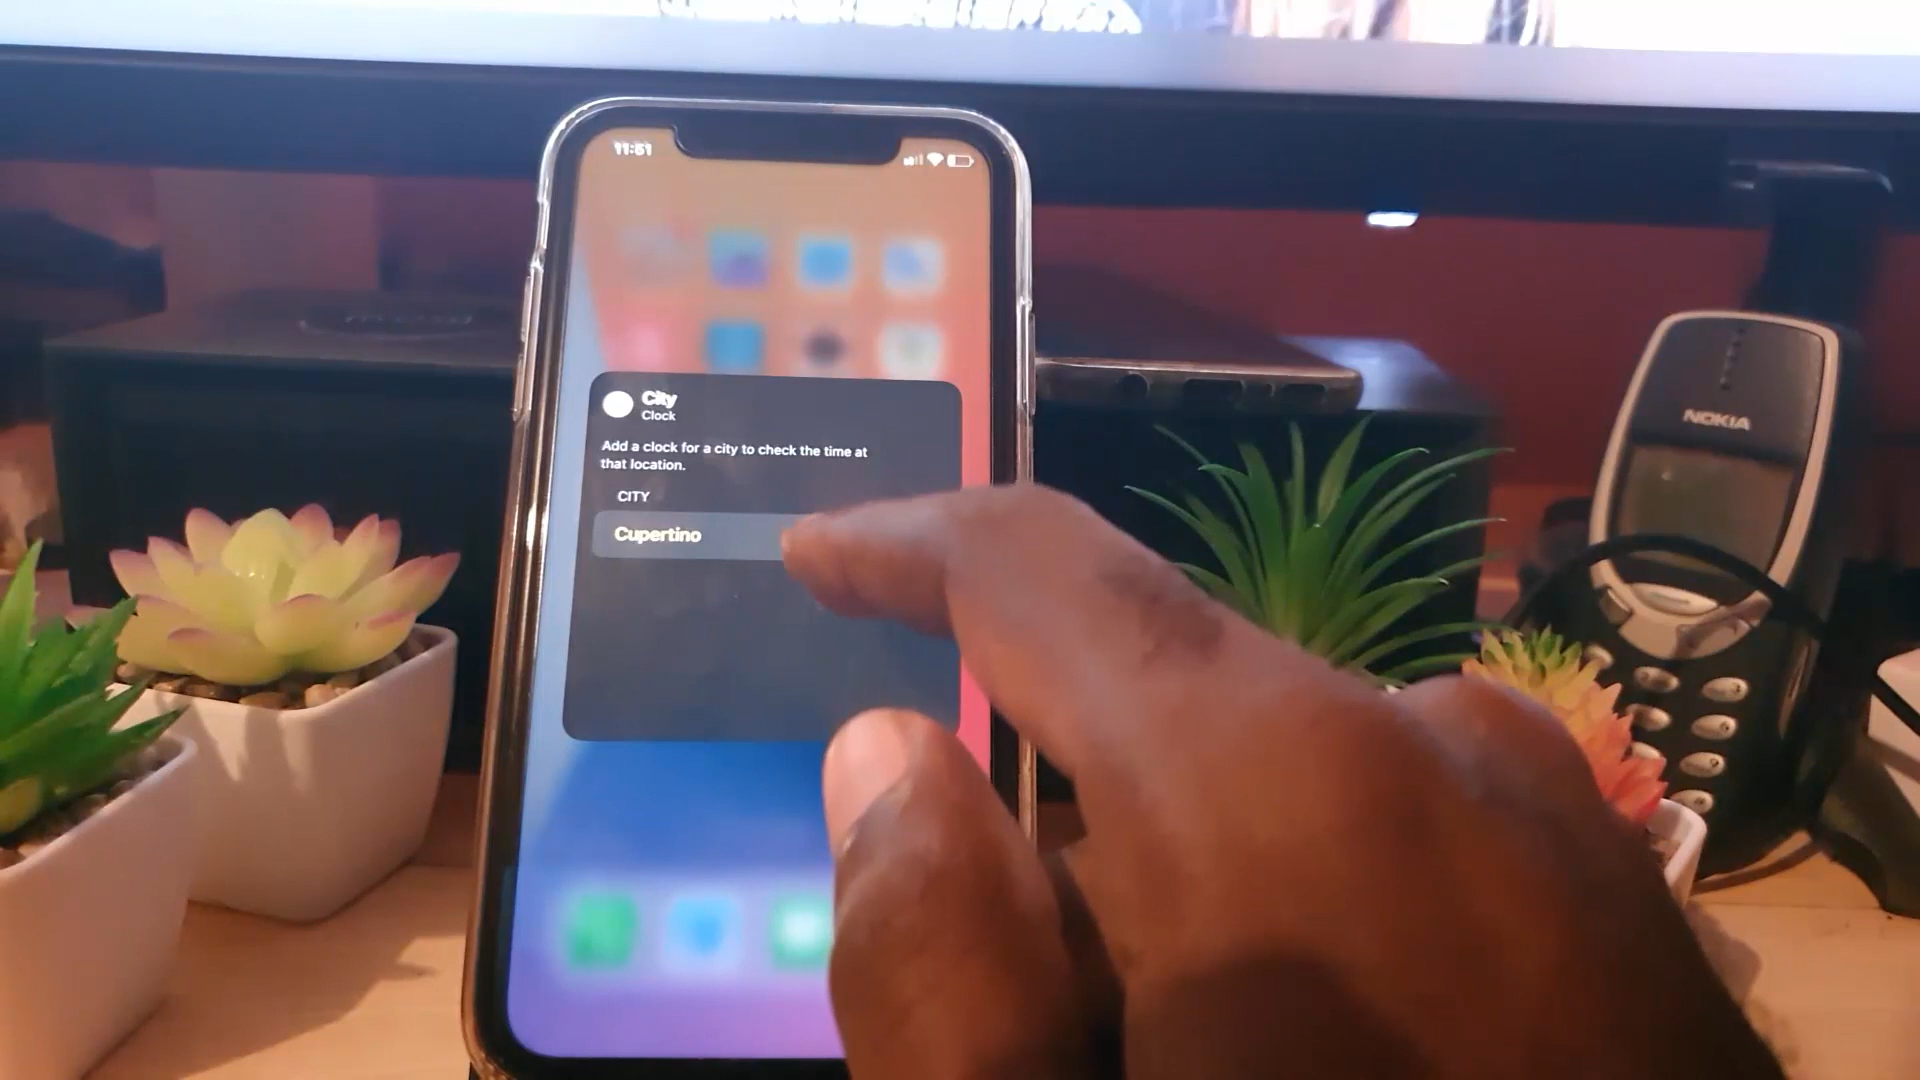 11:51
City
Clock
Add a clock for a city to check the time at
that location.
CITY
Cupertino
NOKIA